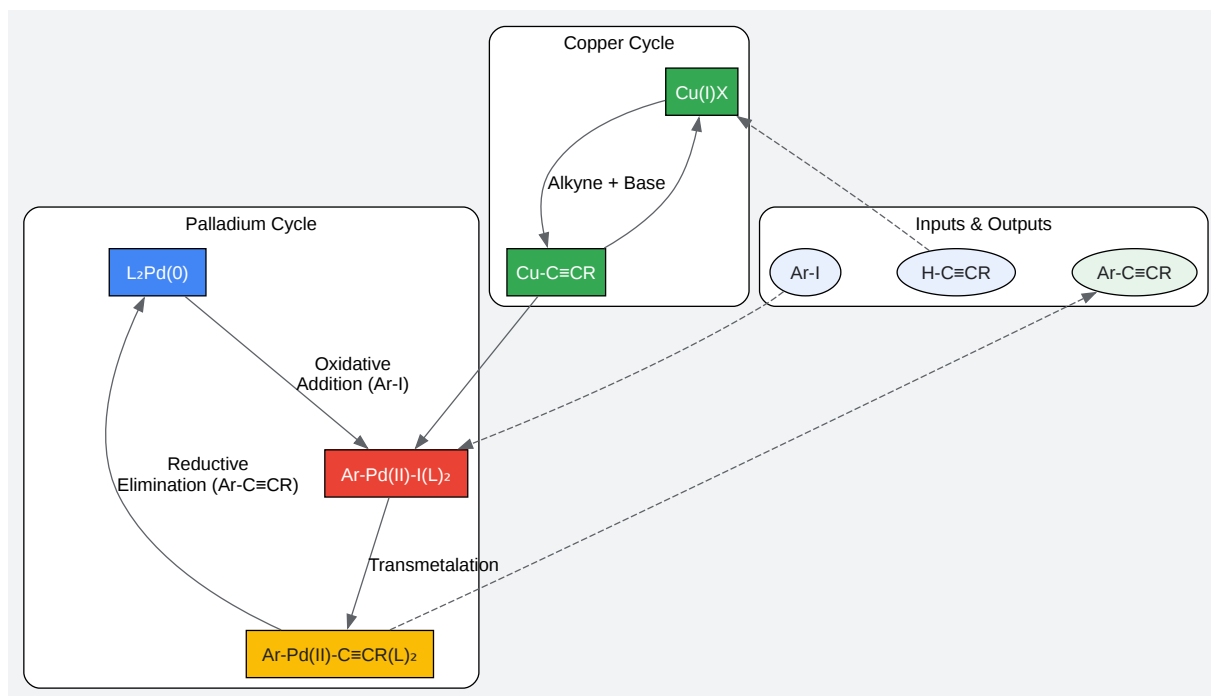 Copper Cycle
Cu(I)X
Alkyne + Base
Cu-C≡CR
Palladium Cycle
L₂Pd(0)
Oxidative
Addition (Ar-I)
Ar-Pd(II)-I(L)₂
Reductive
Elimination (Ar-C≡CR)
Transmetalation
Ar-Pd(II)-C≡CR(L)₂
Inputs & Outputs
Ar-I
H-C≡CR
Ar-C≡CR